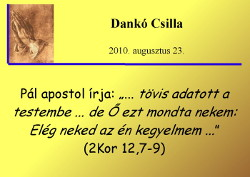 Dankó Csilla
2010. augusztus 23.
Pál apostol írja: „... tövis adatott a
testembe ... de Ő ezt mondta nekem:
Elég neked az én kegyelmem ..."
(2Kor 12,7-9)